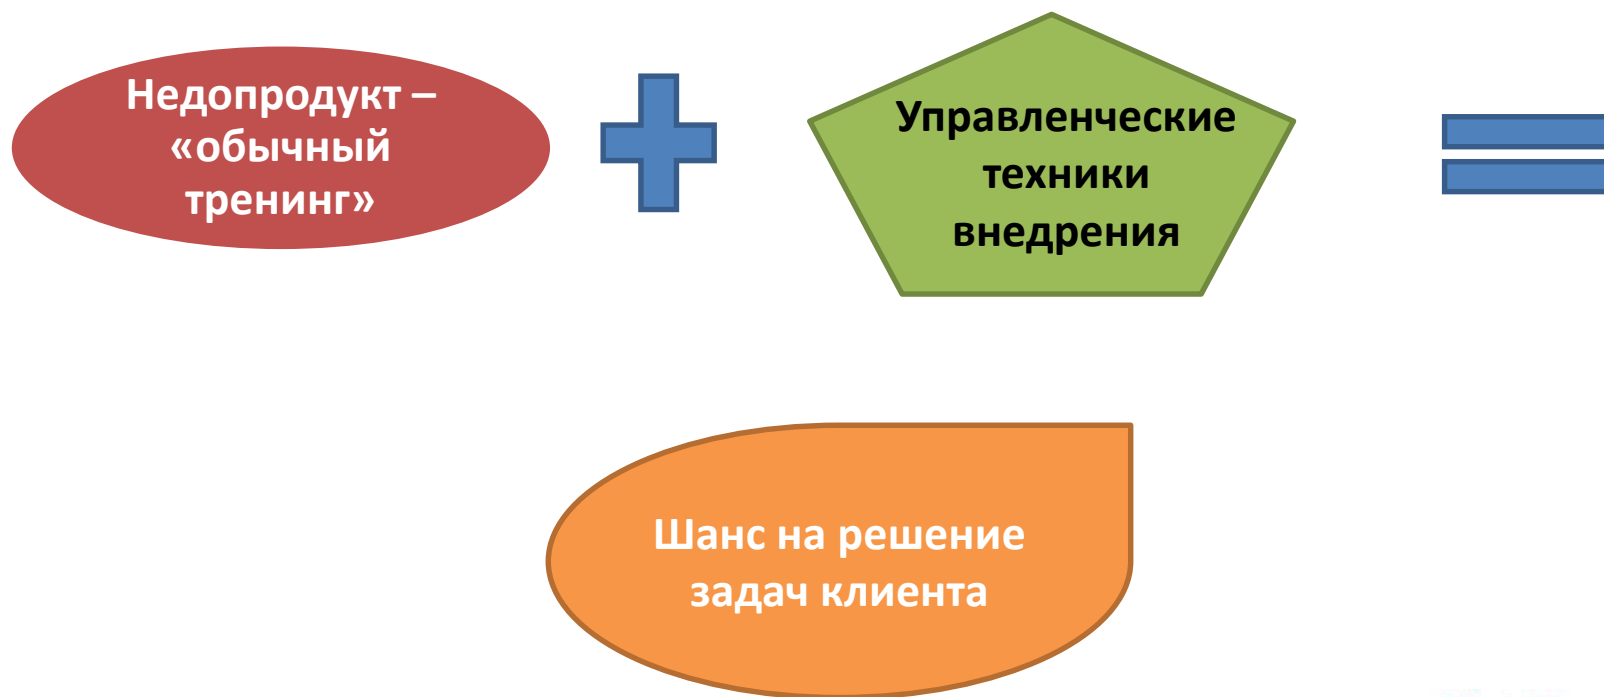 Недопродукт –
«обычный
тренинг»
Управленческие
техники
внедрения
Шанс на решение
задач клиента